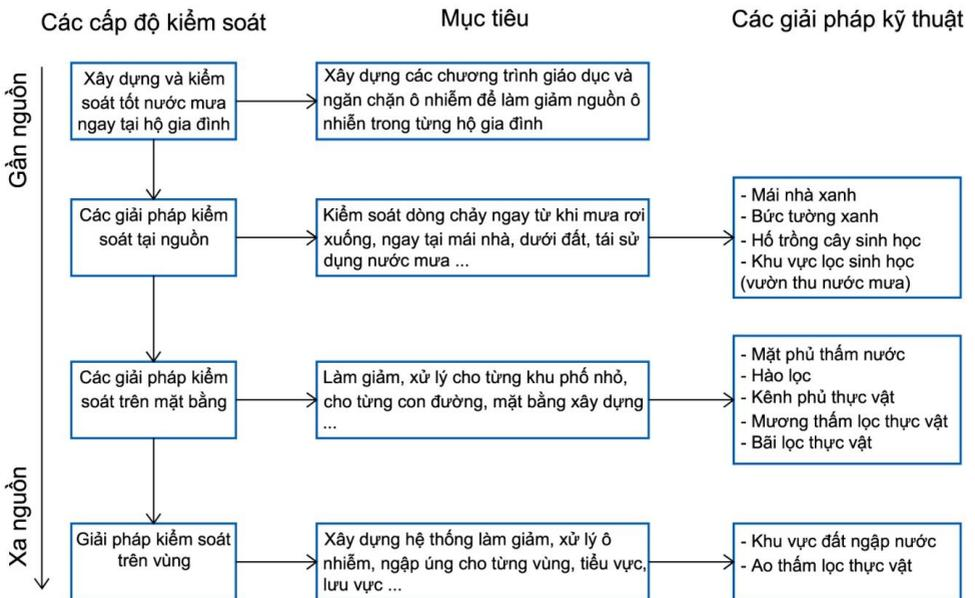 Các cấp độ kiểm soát
Mục tiêu
Các giải pháp kỹ thuật
Gần nguồn
Xây dựng và kiểm
soát tốt nước mưa
ngay tại hộ gia đình
Xây dựng các chương trình giáo dục và
ngăn chặn ô nhiễm để làm giảm nguồn ô
nhiễn trong từng hộ gia đình
Các giải pháp kiểm
soát tại nguồn
Kiểm soát dòng chảy ngay từ khi mưa rơi
xuống, ngay tại mái nhà, dưới đất, tái sử
dụng nước mưa ...
- Mái nhà xanh
- Bức tường xanh
- Hố trồng cây sinh học
- Khu vực lọc sinh học
(vườn thu nước mưa)
Các giải pháp kiểm
soát trên mặt bằng
Làm giảm, xử lý cho từng khu phố nhỏ,
cho từng con đường, mặt bằng xây dựng
...
- Mặt phủ thấm nước
- Hào lọc
- Kênh phủ thực vật
- Mương thấm lọc thực vật
- Bãi lọc thực vật
Xa nguồn
Giải pháp kiểm soát
trên vùng
Xây dựng hệ thống làm giảm, xử lý ô
nhiễm, ngập úng cho từng vùng, tiểu vực,
lưu vực ...
- Khu vực đất ngập nước
- Ao thấm lọc thực vật